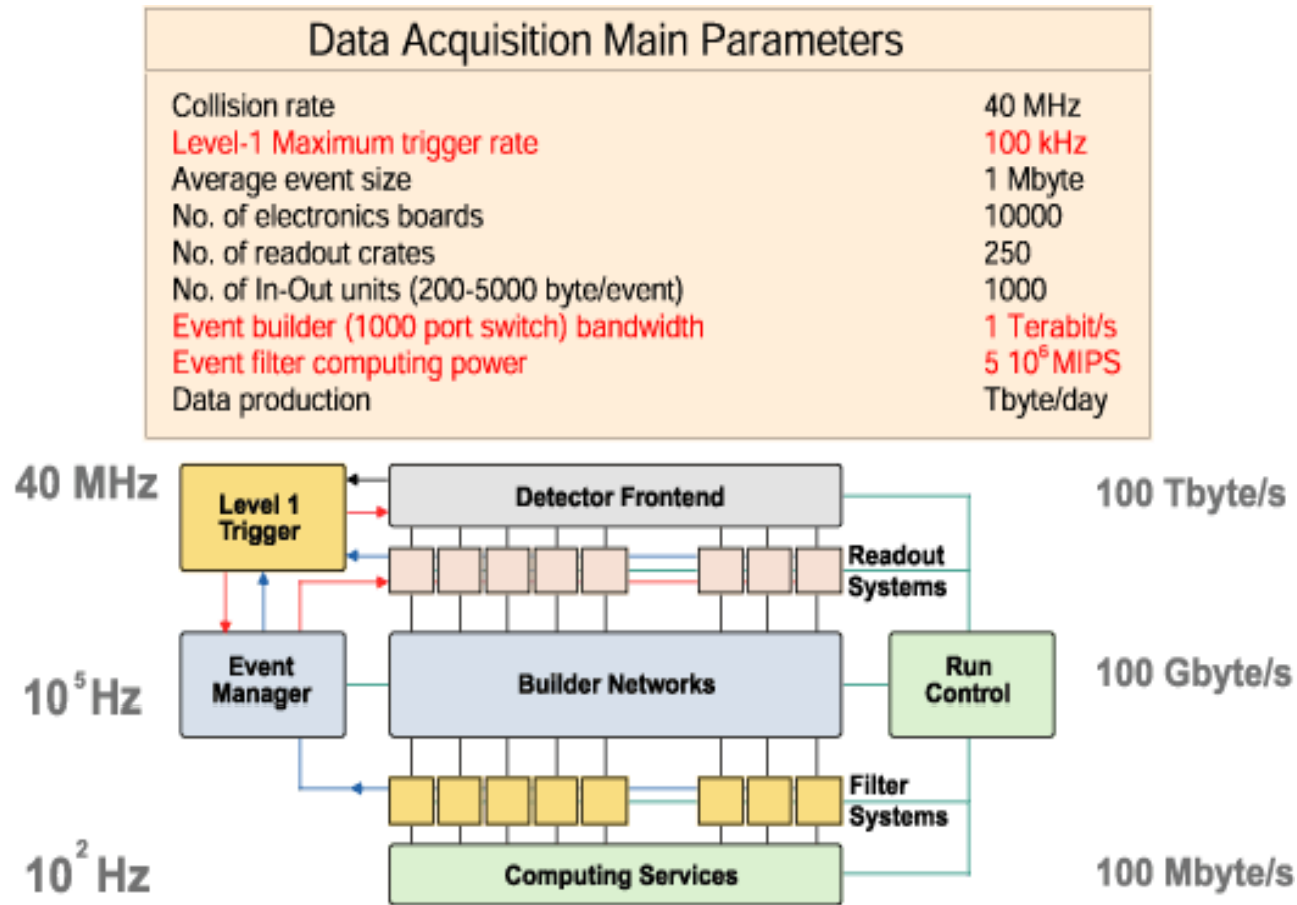 Data Acquisition Main Parameters
Collision rate 40 MHz
Level-1 Maximum trigger rate 100 kHz
Average event size 1 Mbyte
No. of electronics boards 10000
No. of readout crates 250
No. of In-Out units (200-5000 byte/event) 1000
Event builder (1000 port switch) bandwidth 1 Terabit/s
Event filter computing power 5 10⁶ MIPS
Data production Tbyte/day
40 MHz
Level 1
Trigger
Detector Frontend
100 Tbyte/s
Readout
Systems
10⁵ Hz
Event
Manager
Builder Networks
Run
Control
100 Gbyte/s
Filter
Systems
10² Hz
Computing Services
100 Mbyte/s